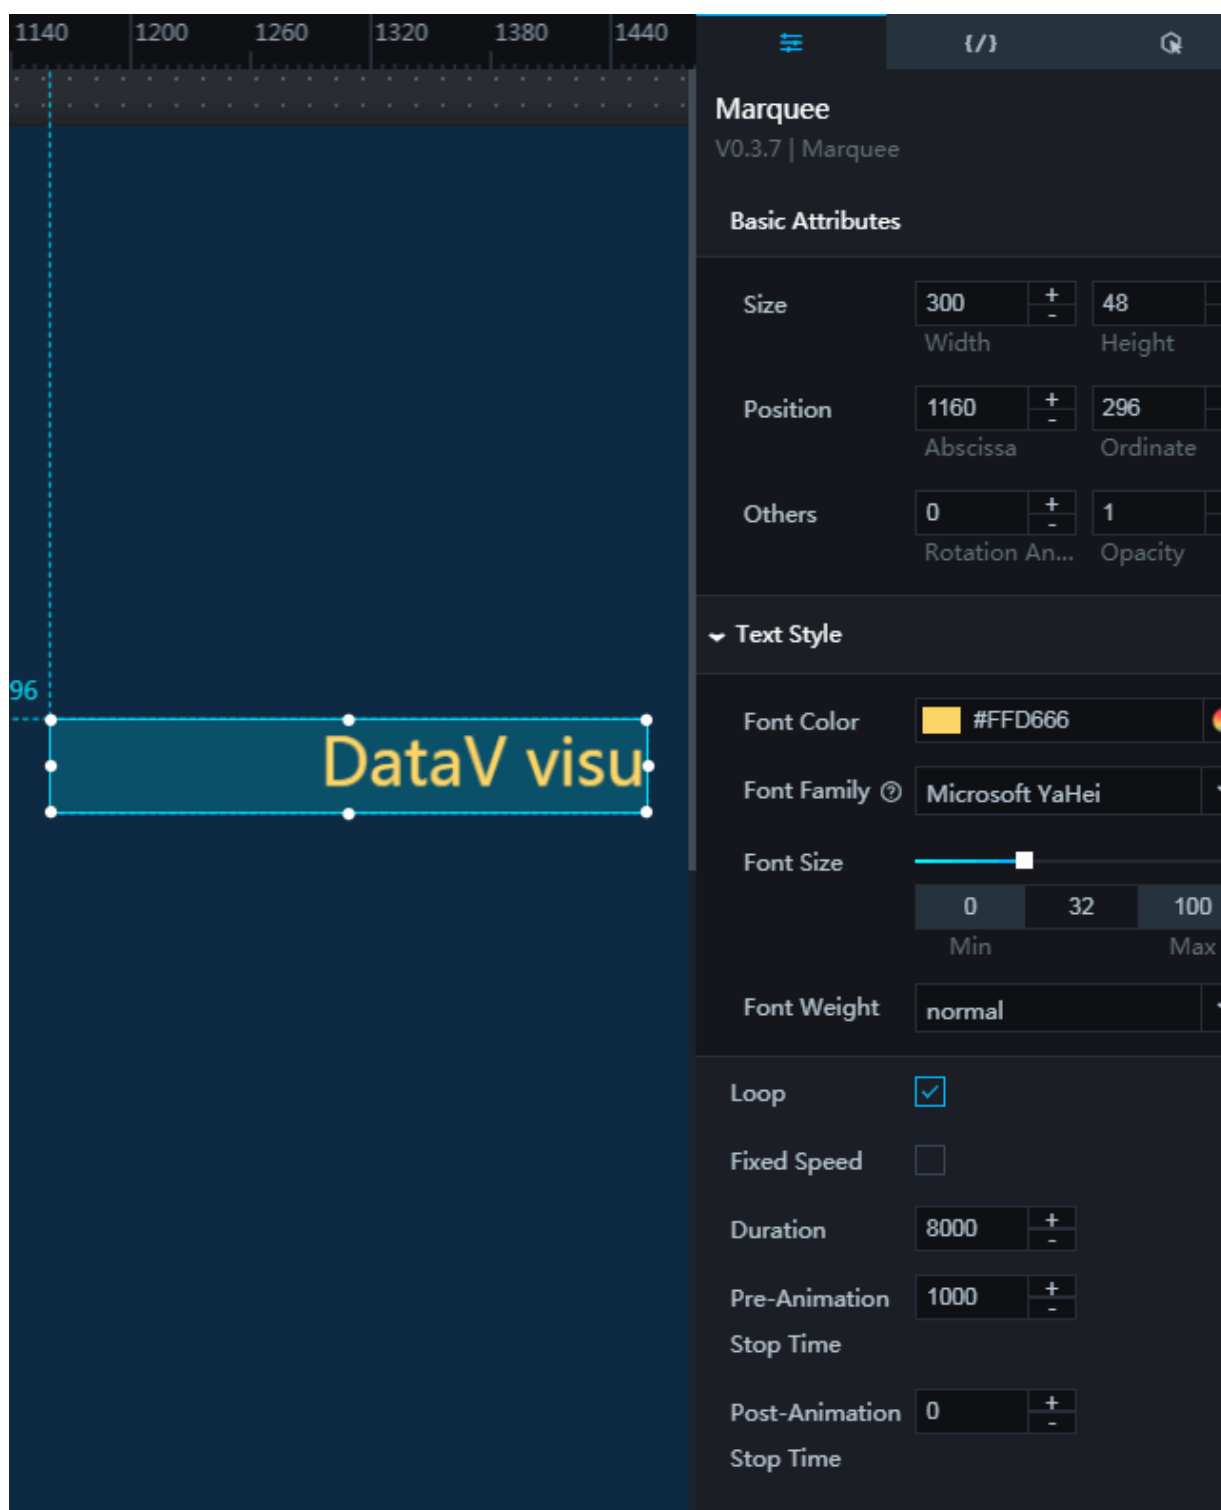 1140 1200 1260 1320 1380 1440
{/}
Marquee
V0.3.7 | Marquee
Basic Attributes
Size 300 + - 48
Width Height
Position 1160 + - 296
Abscissa Ordinate
Others 0 + - 1
Rotation An... Opacity
Text Style
96
Font Color #FFD666
DataV visu
Font Family ? Microsoft YaHei
Font Size
0 32 100
Min Max
Font Weight normal
Loop
Fixed Speed
Duration 8000 + -
Pre-Animation 1000 + -
Stop Time
Post-Animation 0 + -
Stop Time